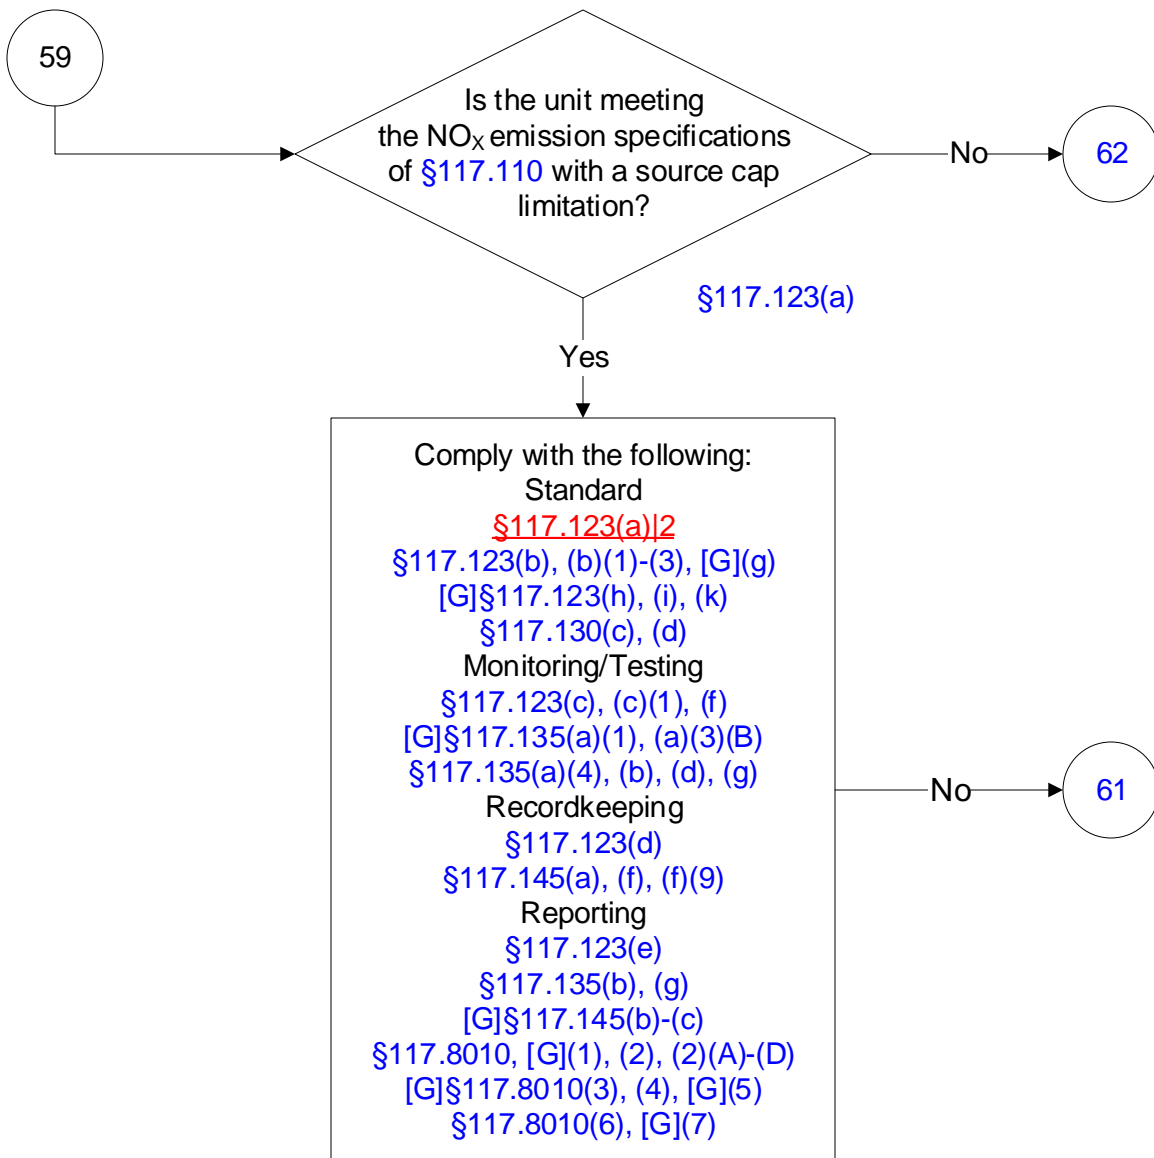 59
Is the unit meeting
the NOX emission specifications
of §117.110 with a source cap
limitation?
No
62
§117.123(a)
Yes
Comply with the following:
Standard
§117.123(a)|2
§117.123(b), (b)(1)-(3), [G](g)
[G]§117.123(h), (i), (k)
§117.130(c), (d)
Monitoring/Testing
§117.123(c), (c)(1), (f)
[G]§117.135(a)(1), (a)(3)(B)
§117.135(a)(4), (b), (d), (g)
Recordkeeping
§117.123(d)
§117.145(a), (f), (f)(9)
Reporting
§117.123(e)
§117.135(b), (g)
[G]§117.145(b)-(c)
§117.8010, [G](1), (2), (2)(A)-(D)
[G]§117.8010(3), (4), [G](5)
§117.8010(6), [G](7)
No
61